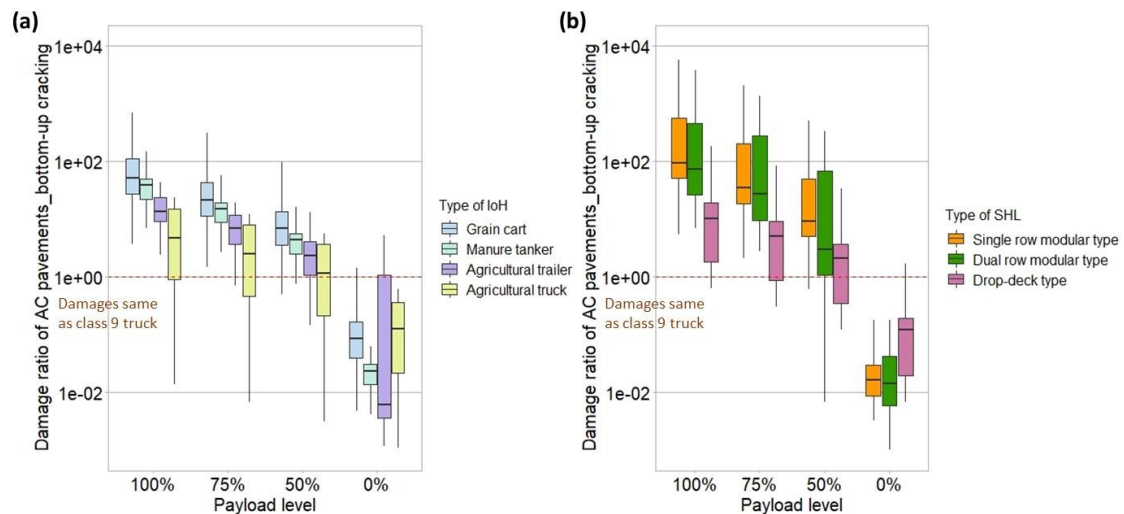 (a)
Damage ratio of AC pavements_bottom-up cracking
1e+04
1e+02
1e+00
1e-02
Damages same
as class 9 truck
100%
75%
50%
0%
Payload level
Type of IoH
Grain cart
Manure tanker
Agricultural trailer
Agricultural truck
(b)
Damage ratio of AC pavements_bottom-up cracking
1e+04
1e+02
1e+00
1e-02
Damages same
as class 9 truck
100%
75%
50%
0%
Payload level
Type of SHL
Single row modular type
Dual row modular type
Drop-deck type